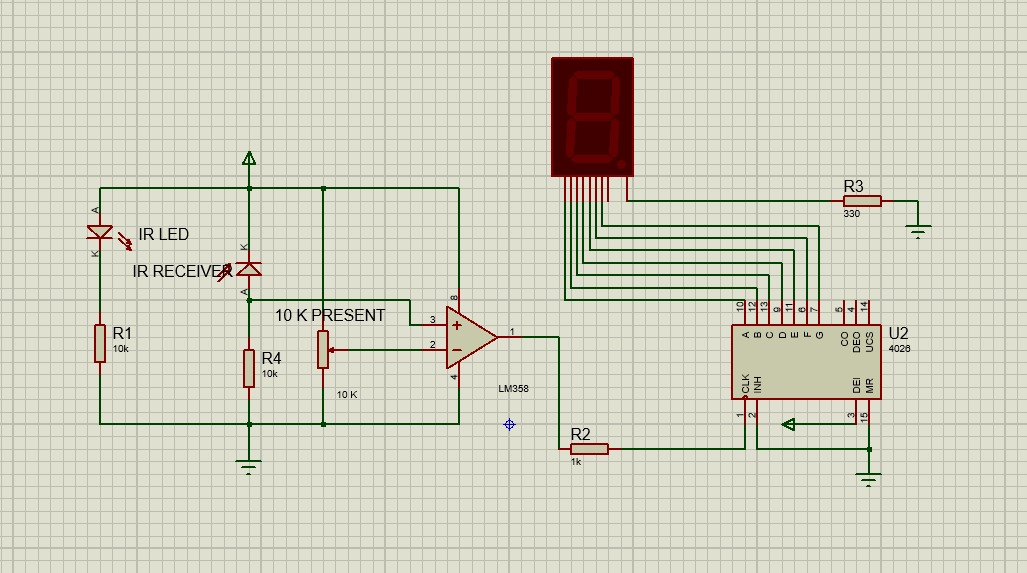 R3
330
A
IR LED
K
K
IR RECEIVER
A
10 K PRESENT
8
3
2
1
4
LM358
R1
10k
R4
10k
10 K
R2
1k
10
12
13
9
11
6
7
5
4
14
A
B
C
D
E
F
G
CO
DEO
UCS
U2
4026
CLK
INH
DEI
MR
1
2
3
15